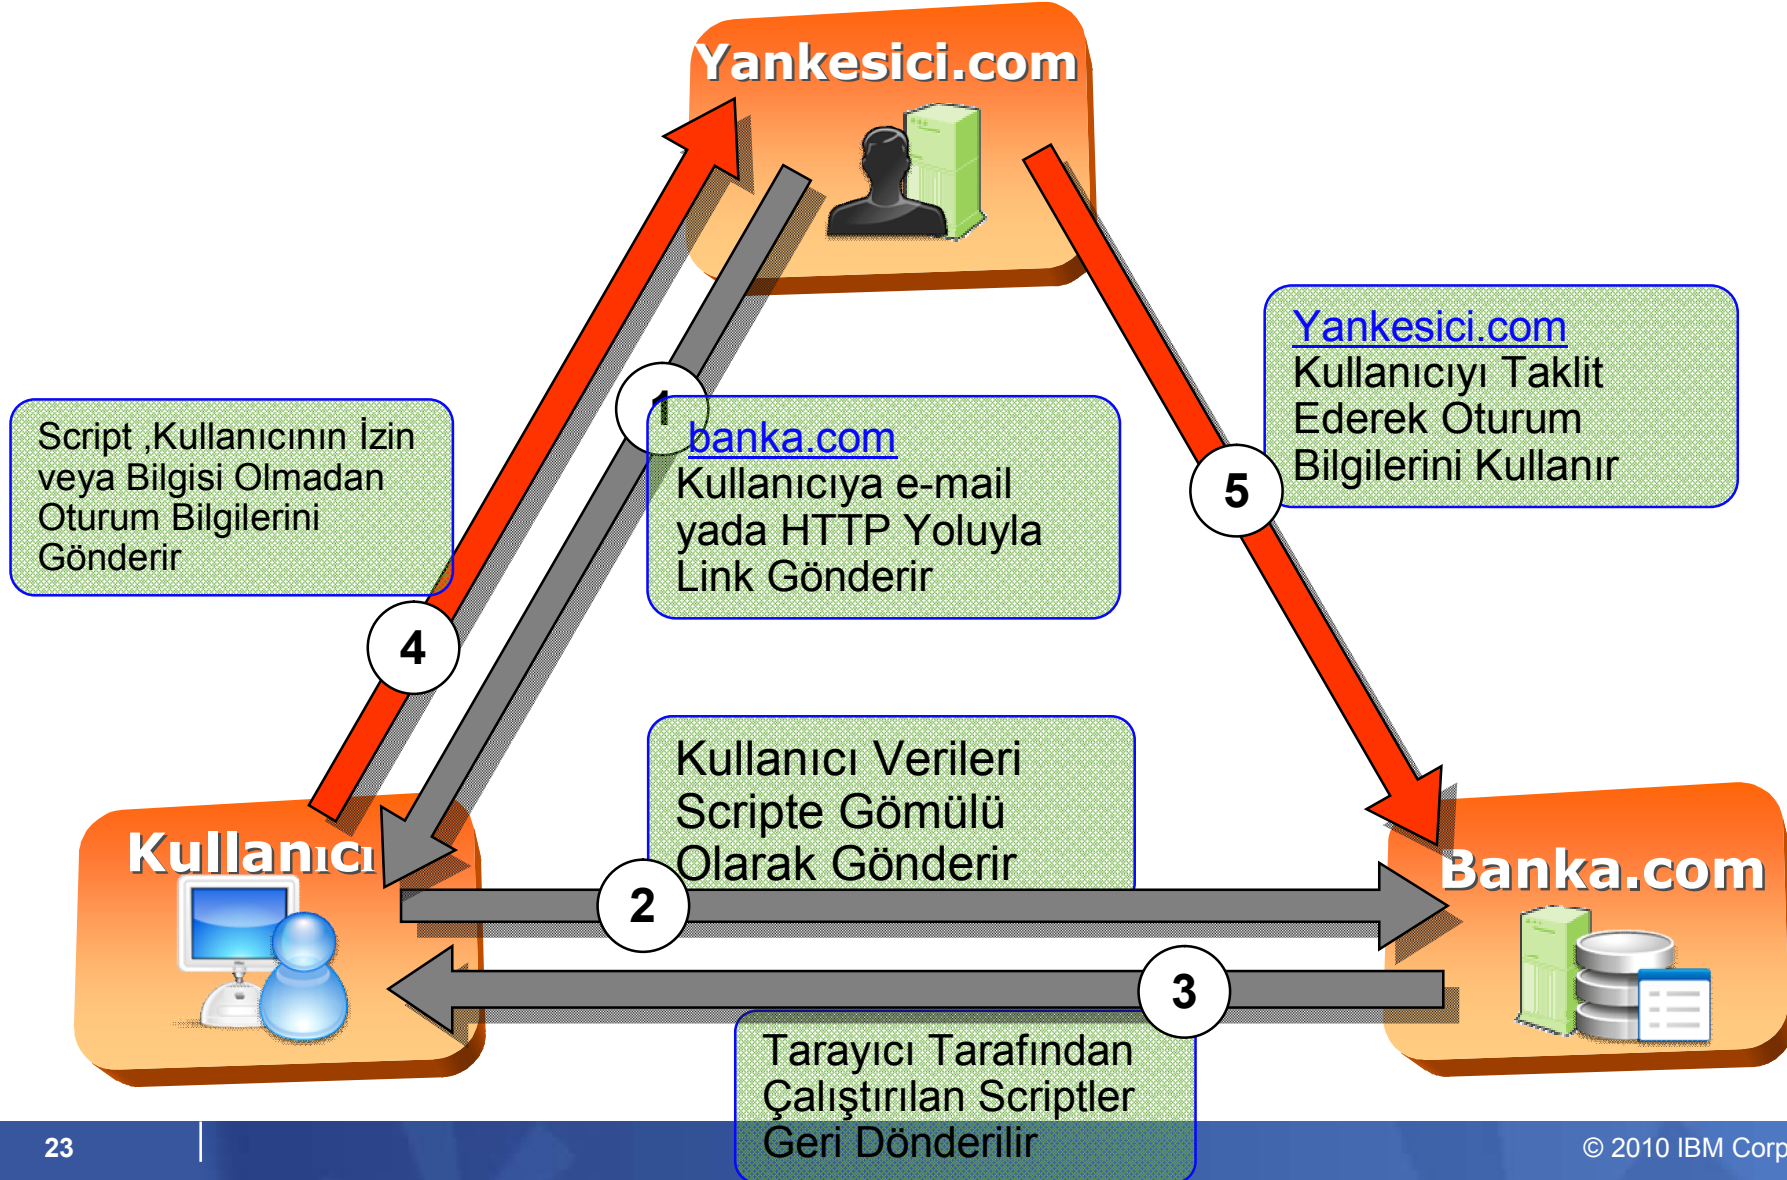 Yankesici.com
Yankesici.com
Kullanıcıyı Taklit
Ederek Oturum
Bilgilerini Kullanır
1
Script ,Kullanıcının İzin
veya Bilgisi Olmadan
Oturum Bilgilerini
Gönderir
banka.com
Kullanıcıya e-mail
yada HTTP Yoluyla
Link Gönderir
5
4
Kullanıcı Verileri
Scripte Gömülü
Olarak Gönderir
Kullanıcı
Banka.com
2
3
Tarayıcı Tarafından
Çalıştırılan Scriptler
Geri Dönderilir
23
© 2010 IBM Corp